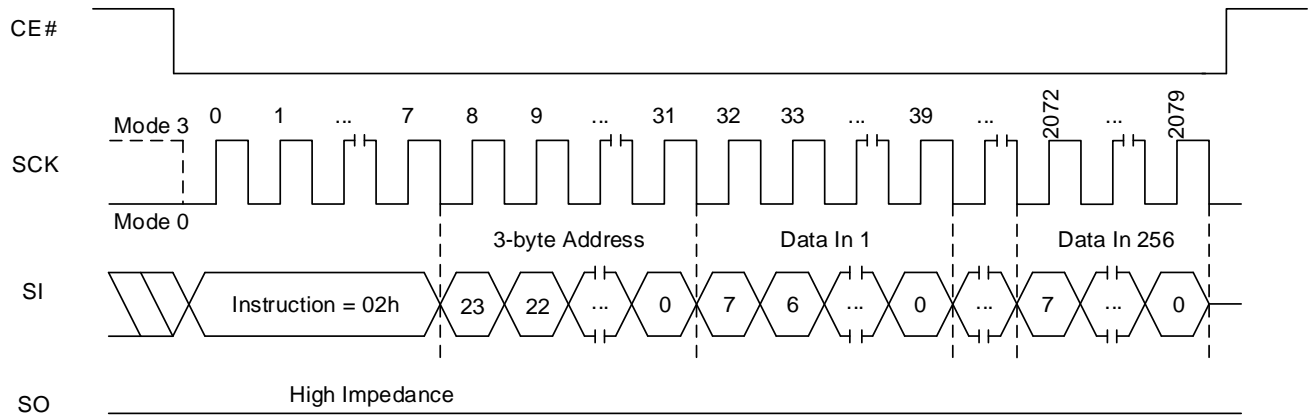 CE#
0 1 ... 7 8 9 ... 31 32 33 ... 39 ... 2072 ... 2079
Mode 3
SCK
Mode 0
3-byte Address Data In 1 Data In 256
SI
Instruction = 02h 23 22 ... 0 7 6 ... 0 ... 7 ... 0
High Impedance
SO